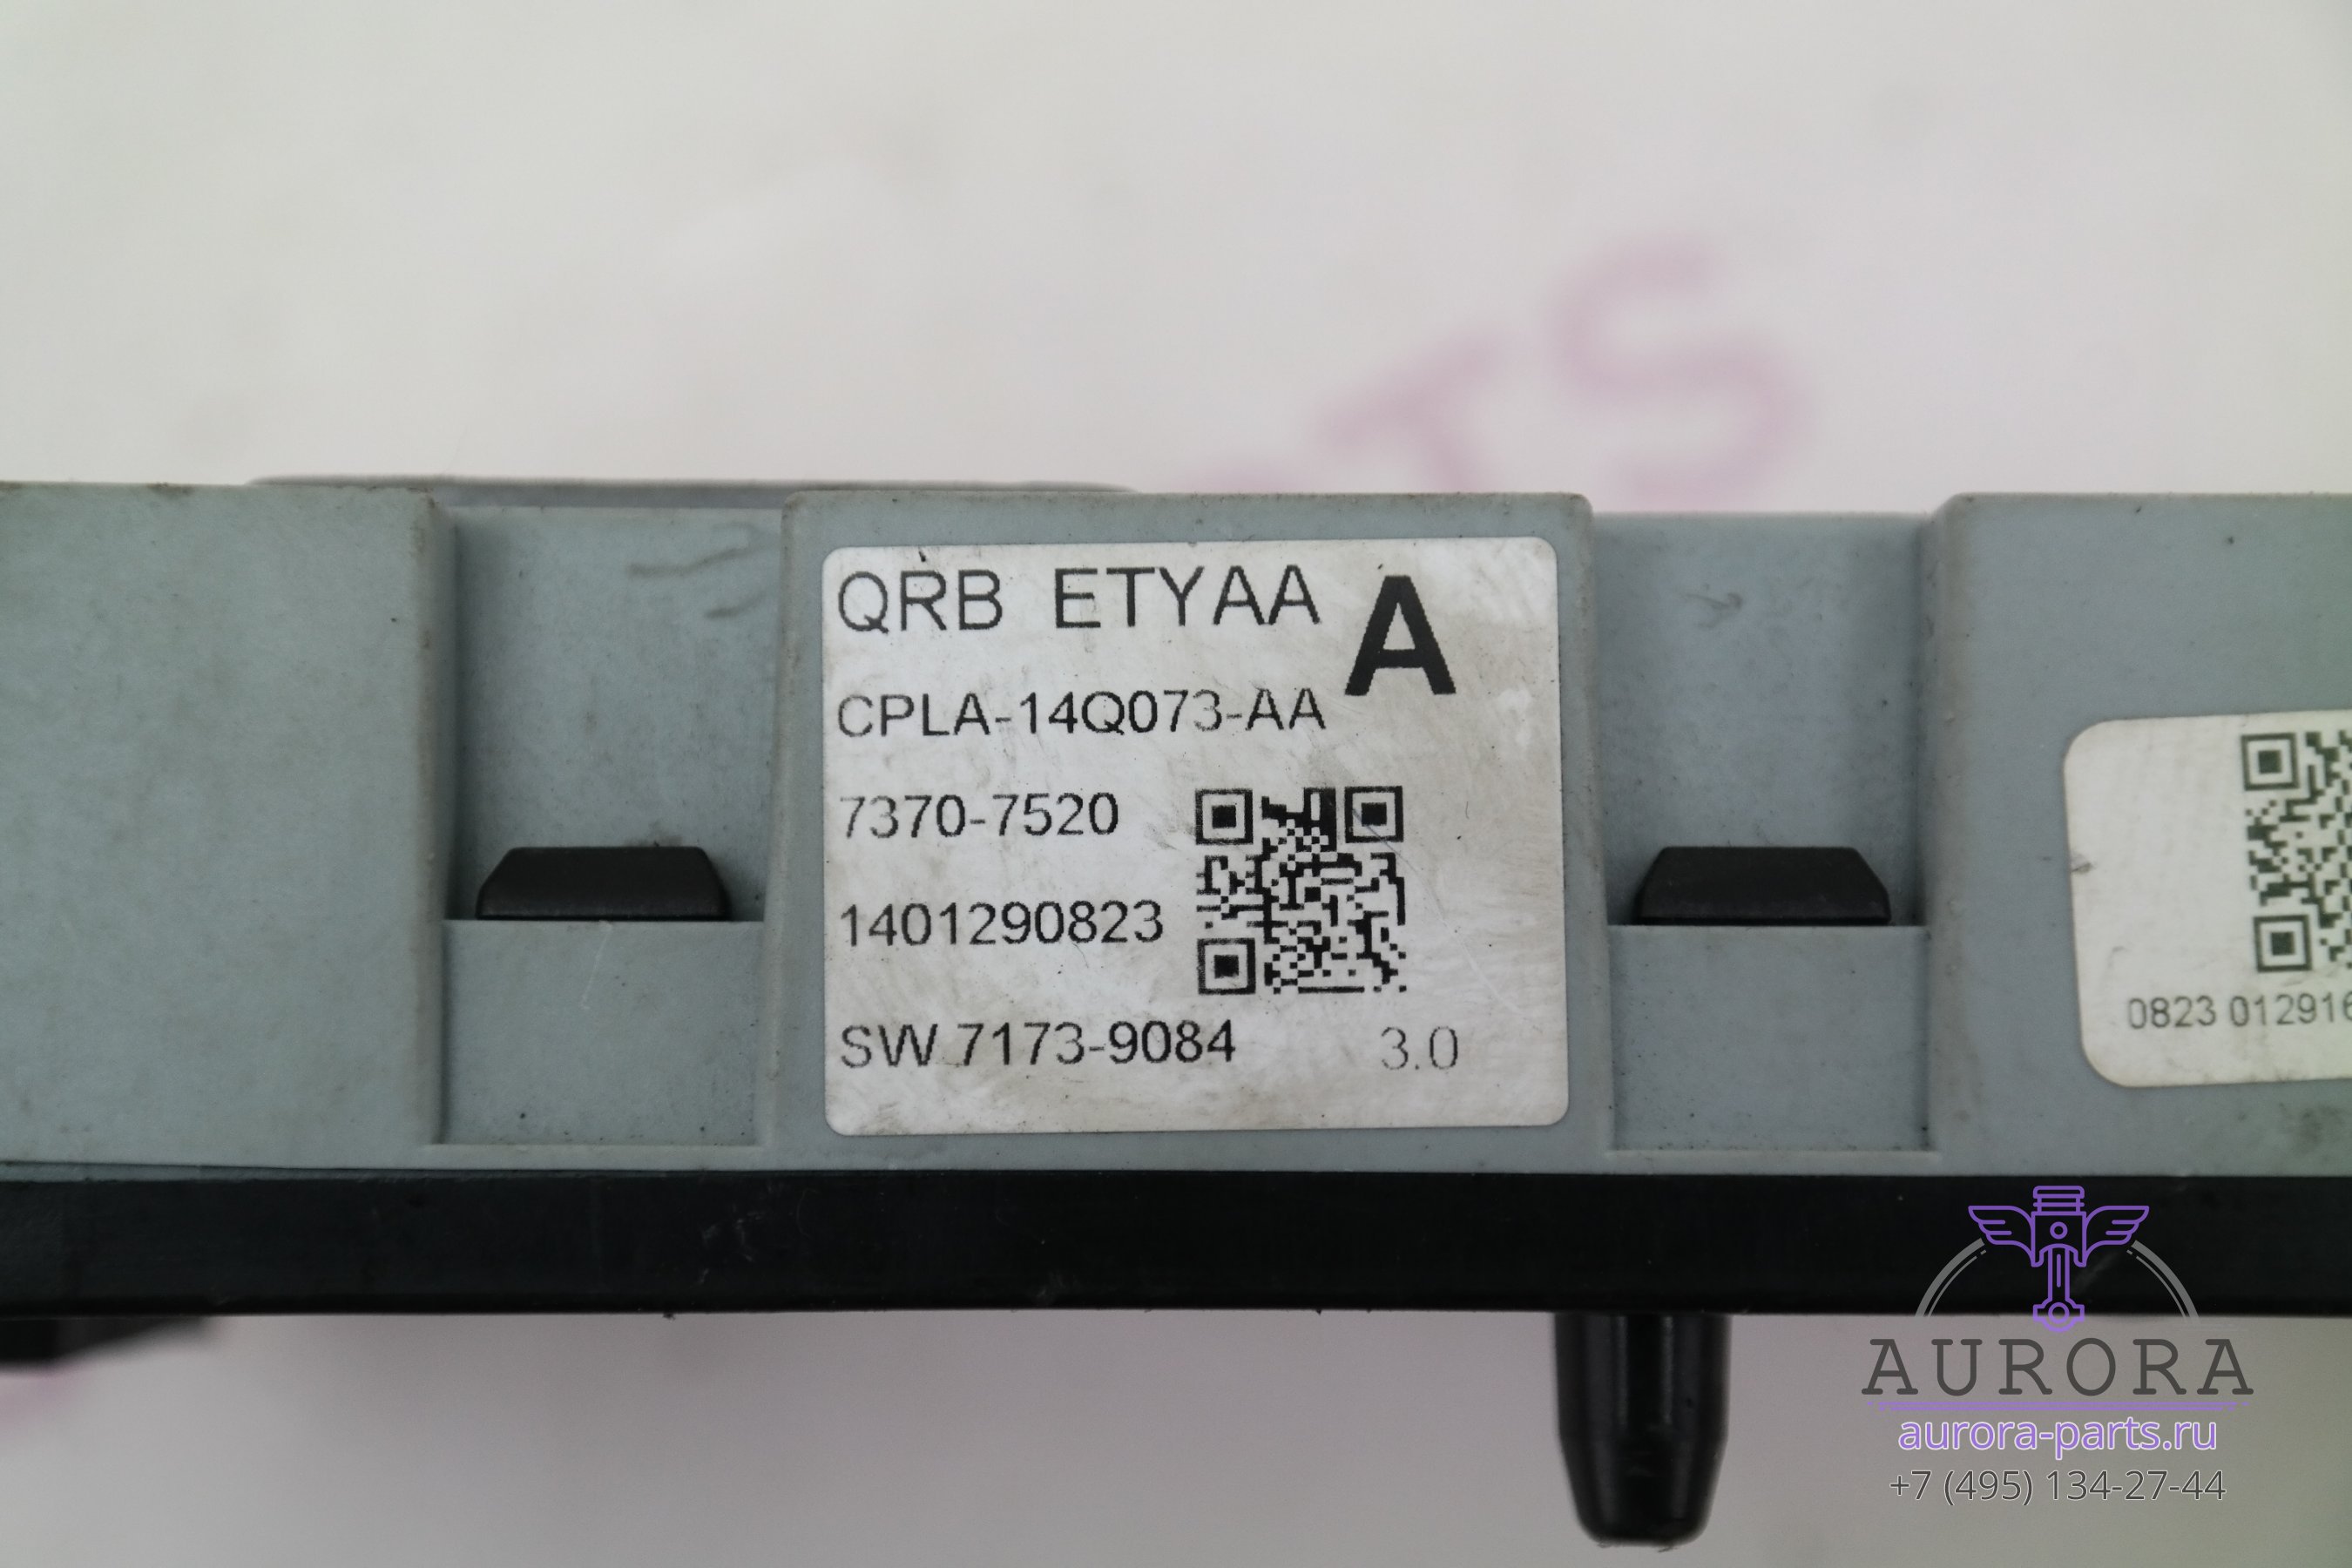 TS
QRB ETYAA A
CPLA-14Q073-AA
7370-7520
1401290823
SW 7173-9084 3.0
0823 012916
AURORA
aurora-parts.ru
+7 (495) 134-27-44